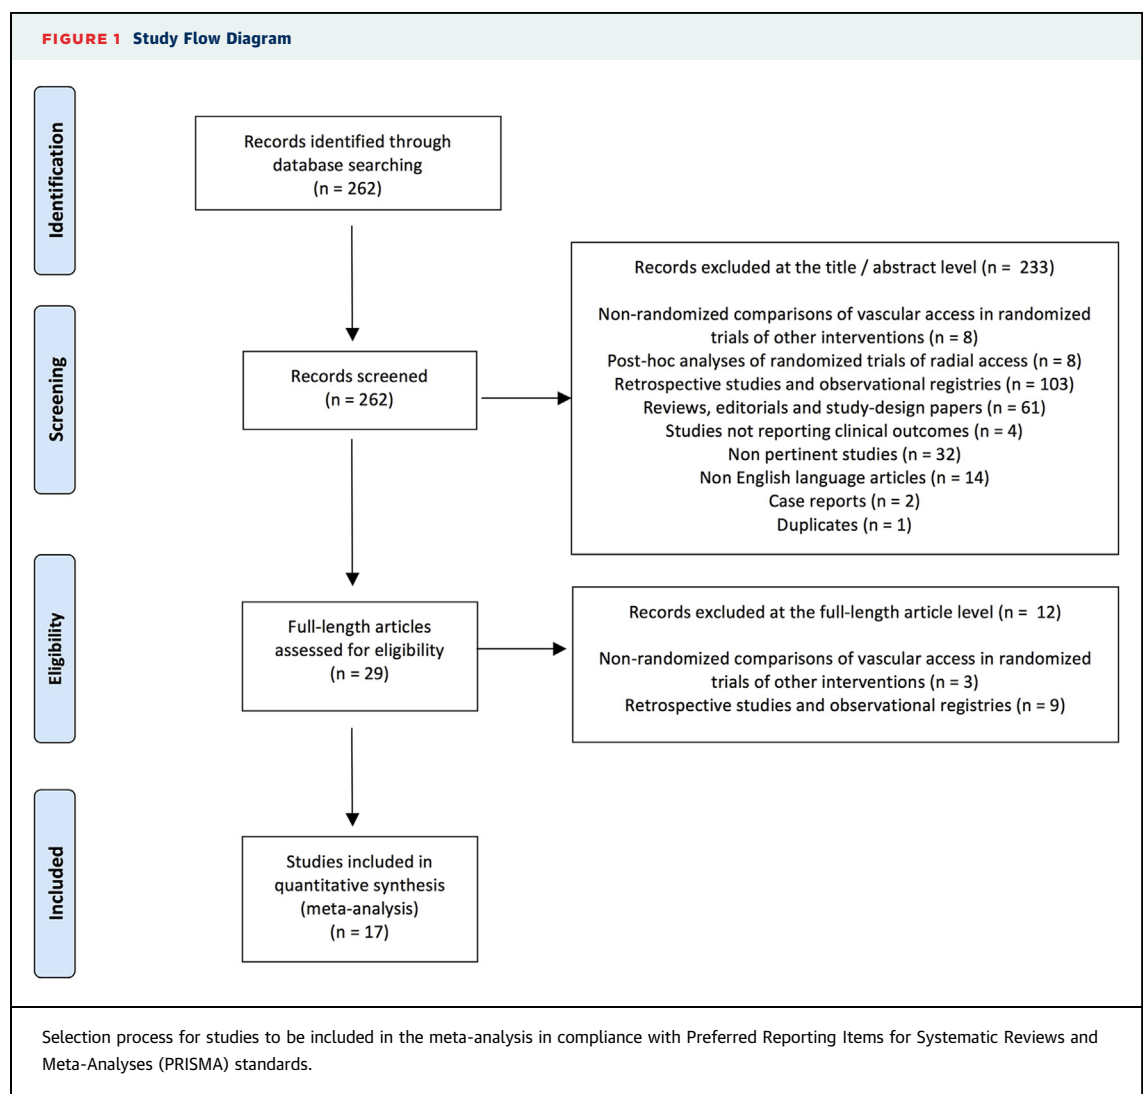 FIGURE 1 Study Flow Diagram
Identification
Records identified through
database searching
(n = 262)
Records excluded at the title / abstract level (n = 233)
Non-randomized comparisons of vascular access in randomized
trials of other interventions (n = 8)
Post-hoc analyses of randomized trials of radial access (n = 8)
Retrospective studies and observational registries (n = 103)
Reviews, editorials and study-design papers (n = 61)
Studies not reporting clinical outcomes (n = 4)
Non pertinent studies (n = 32)
Non English language articles (n = 14)
Case reports (n = 2)
Duplicates (n = 1)
Screening
Records screened
(n = 262)
Eligibility
Full-length articles
assessed for eligibility
(n = 29)
Records excluded at the full-length article level (n = 12)
Non-randomized comparisons of vascular access in randomized
trials of other interventions (n = 3)
Retrospective studies and observational registries (n = 9)
Included
Studies included in
quantitative synthesis
(meta-analysis)
(n = 17)
Selection process for studies to be included in the meta-analysis in compliance with Preferred Reporting Items for Systematic Reviews and
Meta-Analyses (PRISMA) standards.